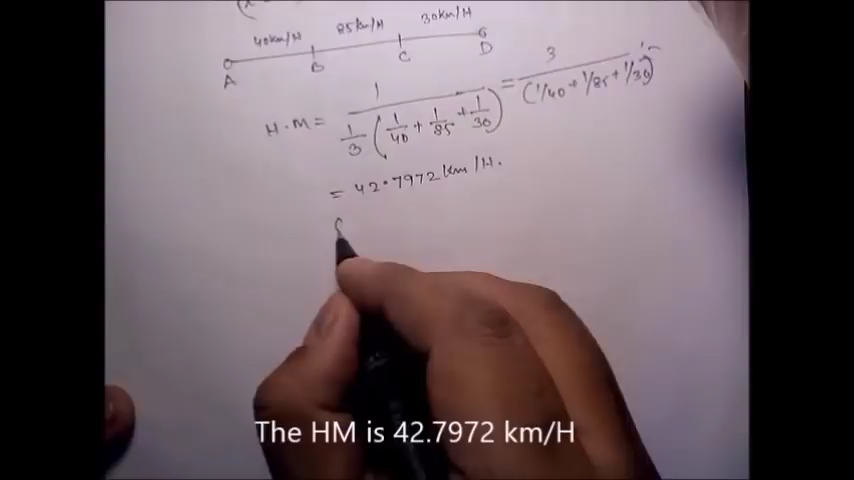 40km/H 85km/H 30km/H
A B C D
H.M = 1 / 1/3 (1/40 + 1/85 + 1/30) = 3 / (1/40 + 1/85 + 1/30)
= 42.7972 km/H.
The HM is 42.7972 km/H